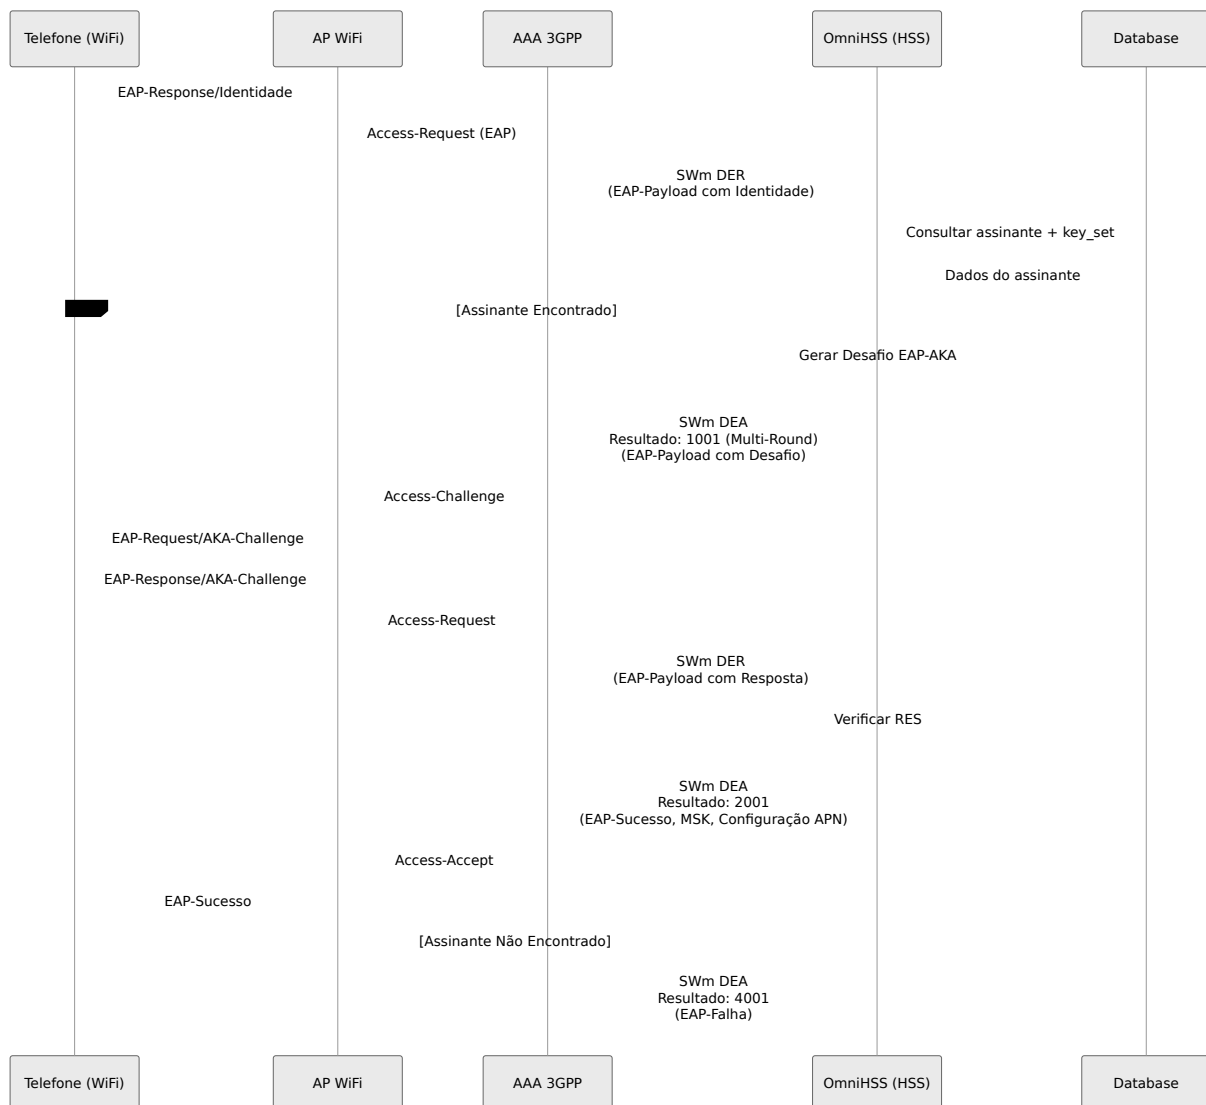 Telefone (WiFi)
AP WiFi
AAA 3GPP
OmniHSS (HSS)
Database
EAP-Response/Identidade
Access-Request (EAP)
SWm DER
(EAP-Payload com Identidade)
Consultar assinante + key_set
Dados do assinante
[Assinante Encontrado]
Gerar Desafio EAP-AKA
SWm DEA
Resultado: 1001 (Multi-Round)
(EAP-Payload com Desafio)
Access-Challenge
EAP-Request/AKA-Challenge
EAP-Response/AKA-Challenge
Access-Request
SWm DER
(EAP-Payload com Resposta)
Verificar RES
SWm DEA
Resultado: 2001
(EAP-Sucesso, MSK, Configuração APN)
Access-Accept
EAP-Sucesso
[Assinante Não Encontrado]
SWm DEA
Resultado: 4001
(EAP-Falha)
Telefone (WiFi)
AP WiFi
AAA 3GPP
OmniHSS (HSS)
Database